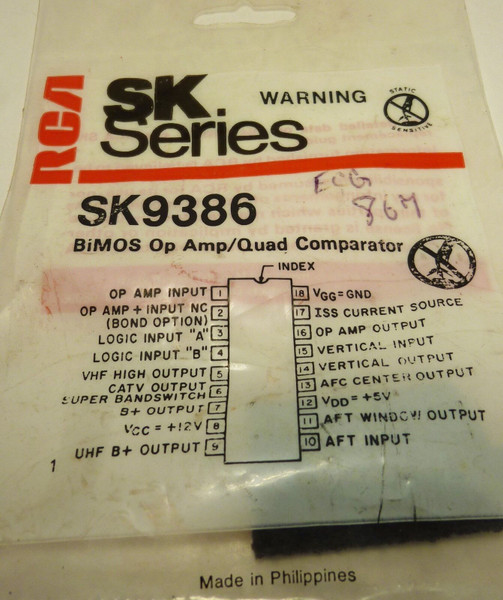 RCA
SK
Series
WARNING
STATIC
SENSITIVE
ECG
867
SK9386
BiMOS Op Amp/Quad Comparator
INDEX
OP AMP INPUT 1
OP AMP + INPUT NC 2
(BOND OPTION)
LOGIC INPUT "A" 3
LOGIC INPUT "B" 4
VHF HIGH OUTPUT 5
CATV OUTPUT 6
SUPER BANDSWITCH
B+ OUTPUT 7
VCC = +12V 8
UHF B+ OUTPUT 9
18 VGG = GND
17 ISS CURRENT SOURCE
16 OP AMP OUTPUT
15 VERTICAL INPUT
14 VERTICAL OUTPUT
13 AFC CENTER OUTPUT
12 VDD = +5V
11 AFT WINDOW OUTPUT
10 AFT INPUT
1
Made in Philippines